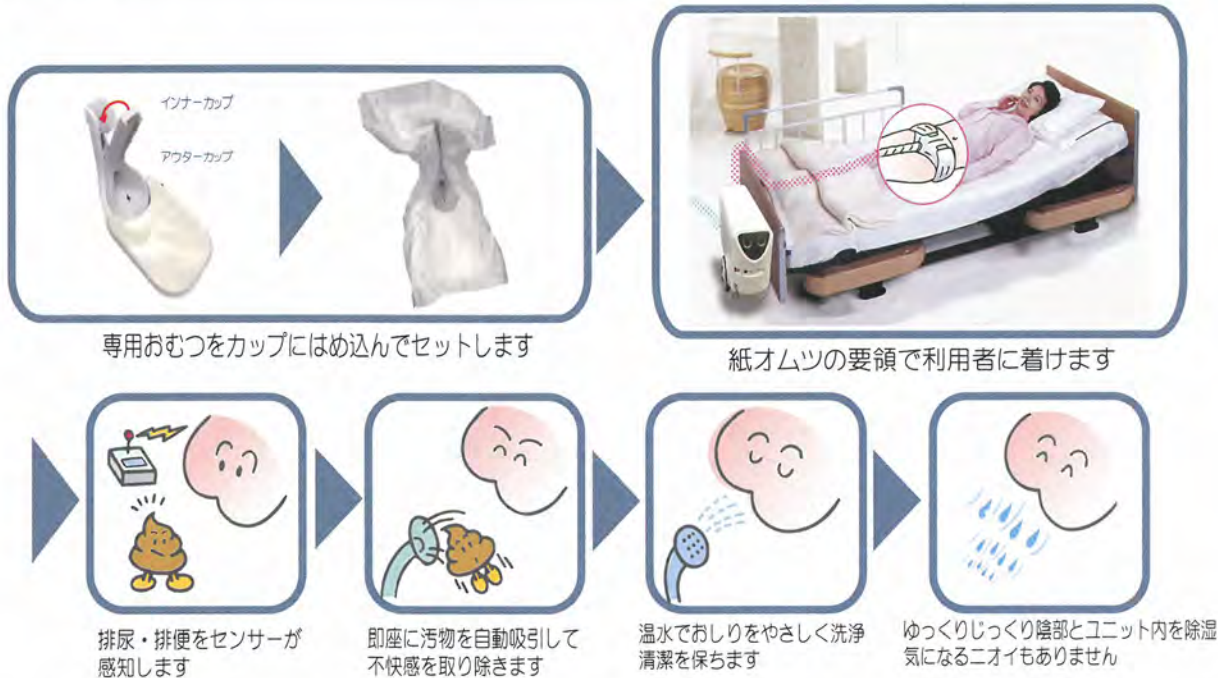 インナーカップ
アウターカップ
専用おむつをカップにはめ込んでセットします
紙オムツの要領で利用者に着けます
排尿・排便をセンサーが
感知します
即座に汚物を自動吸引して
不快感を取り除きます
温水でおしりをやさしく洗浄
清潔を保ちます
ゆっくりじっくり陰部とユニット内を除湿
気になるニオイもありません